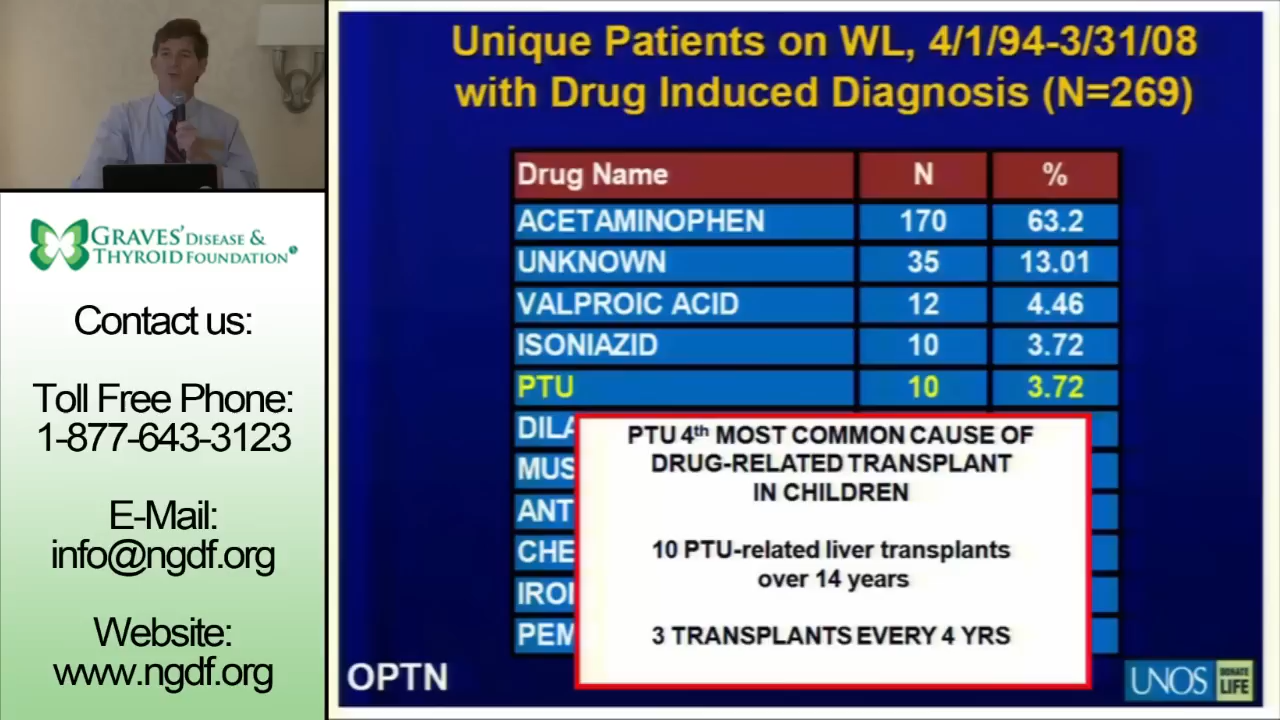 Unique Patients on WL, 4/1/94-3/31/08
with Drug Induced Diagnosis (N=269)
Drug Name N %
ACETAMINOPHEN 170 63.2
UNKNOWN 35 13.01
VALPROIC ACID 12 4.46
ISONIAZID 10 3.72
PTU 10 3.72
DILA
MUS
ANT
CHE
IRO
PEM
PTU 4th MOST COMMON CAUSE OF
DRUG-RELATED TRANSPLANT
IN CHILDREN
10 PTU-related liver transplants
over 14 years
3 TRANSPLANTS EVERY 4 YRS
OPTN
UNOS
DONATE
LIFE
GRAVES' DISEASE &
THYROID FOUNDATION
Contact us:
Toll Free Phone:
1-877-643-3123
E-Mail:
info@ngdf.org
Website:
www.ngdf.org